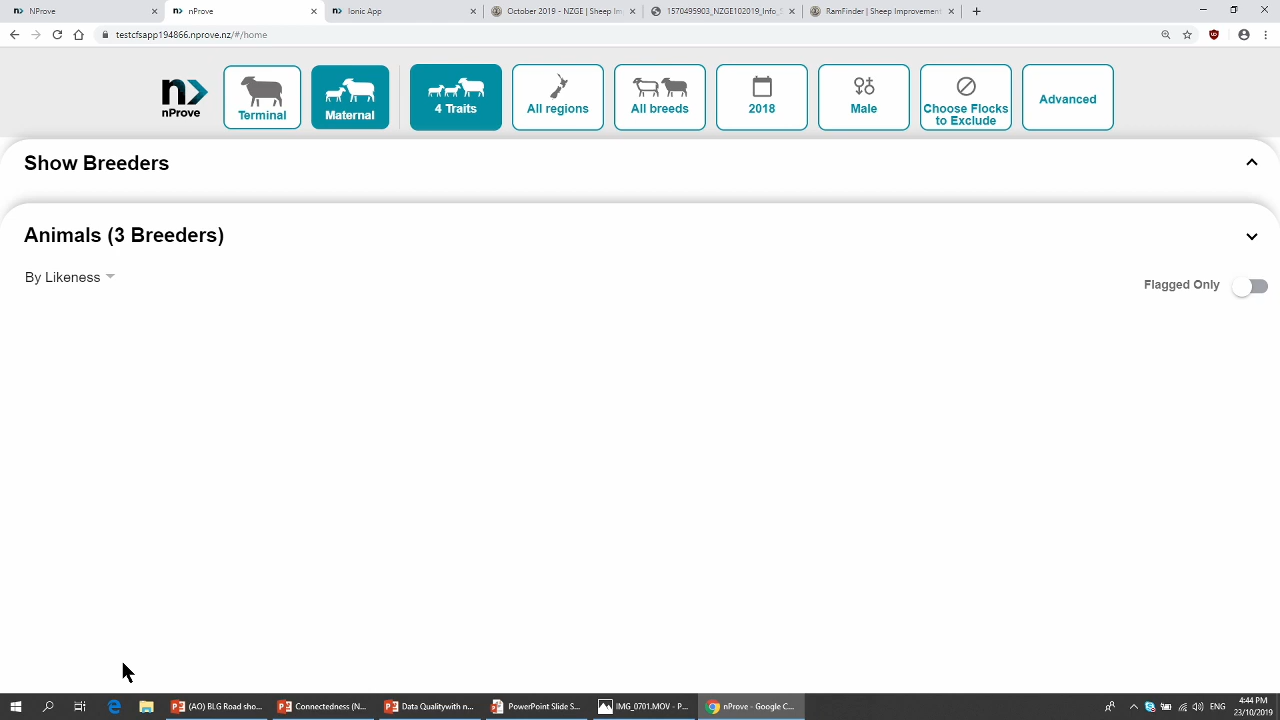 NProve
nProve
Ionic App
October 2019 - NZGE | Sheep Im
1570495903_NZGE102019_Info_S
RamFinder | Sheep Improvement
testcfsapp194866.nprove.nz/#/home
n>
nProve
Terminal
Maternal
4 Traits
All regions
All breeds
2018
Male
Choose Flocks
to Exclude
Advanced
Show Breeders
Animals (3 Breeders)
By Likeness
Flagged Only
(AO) BLG Road sho...
Connectedness (N...
Data Quality with n...
PowerPoint Slide S...
IMG_0701.MOV - P...
nProve - Google C...
ENG
4:44 PM
23/10/2019